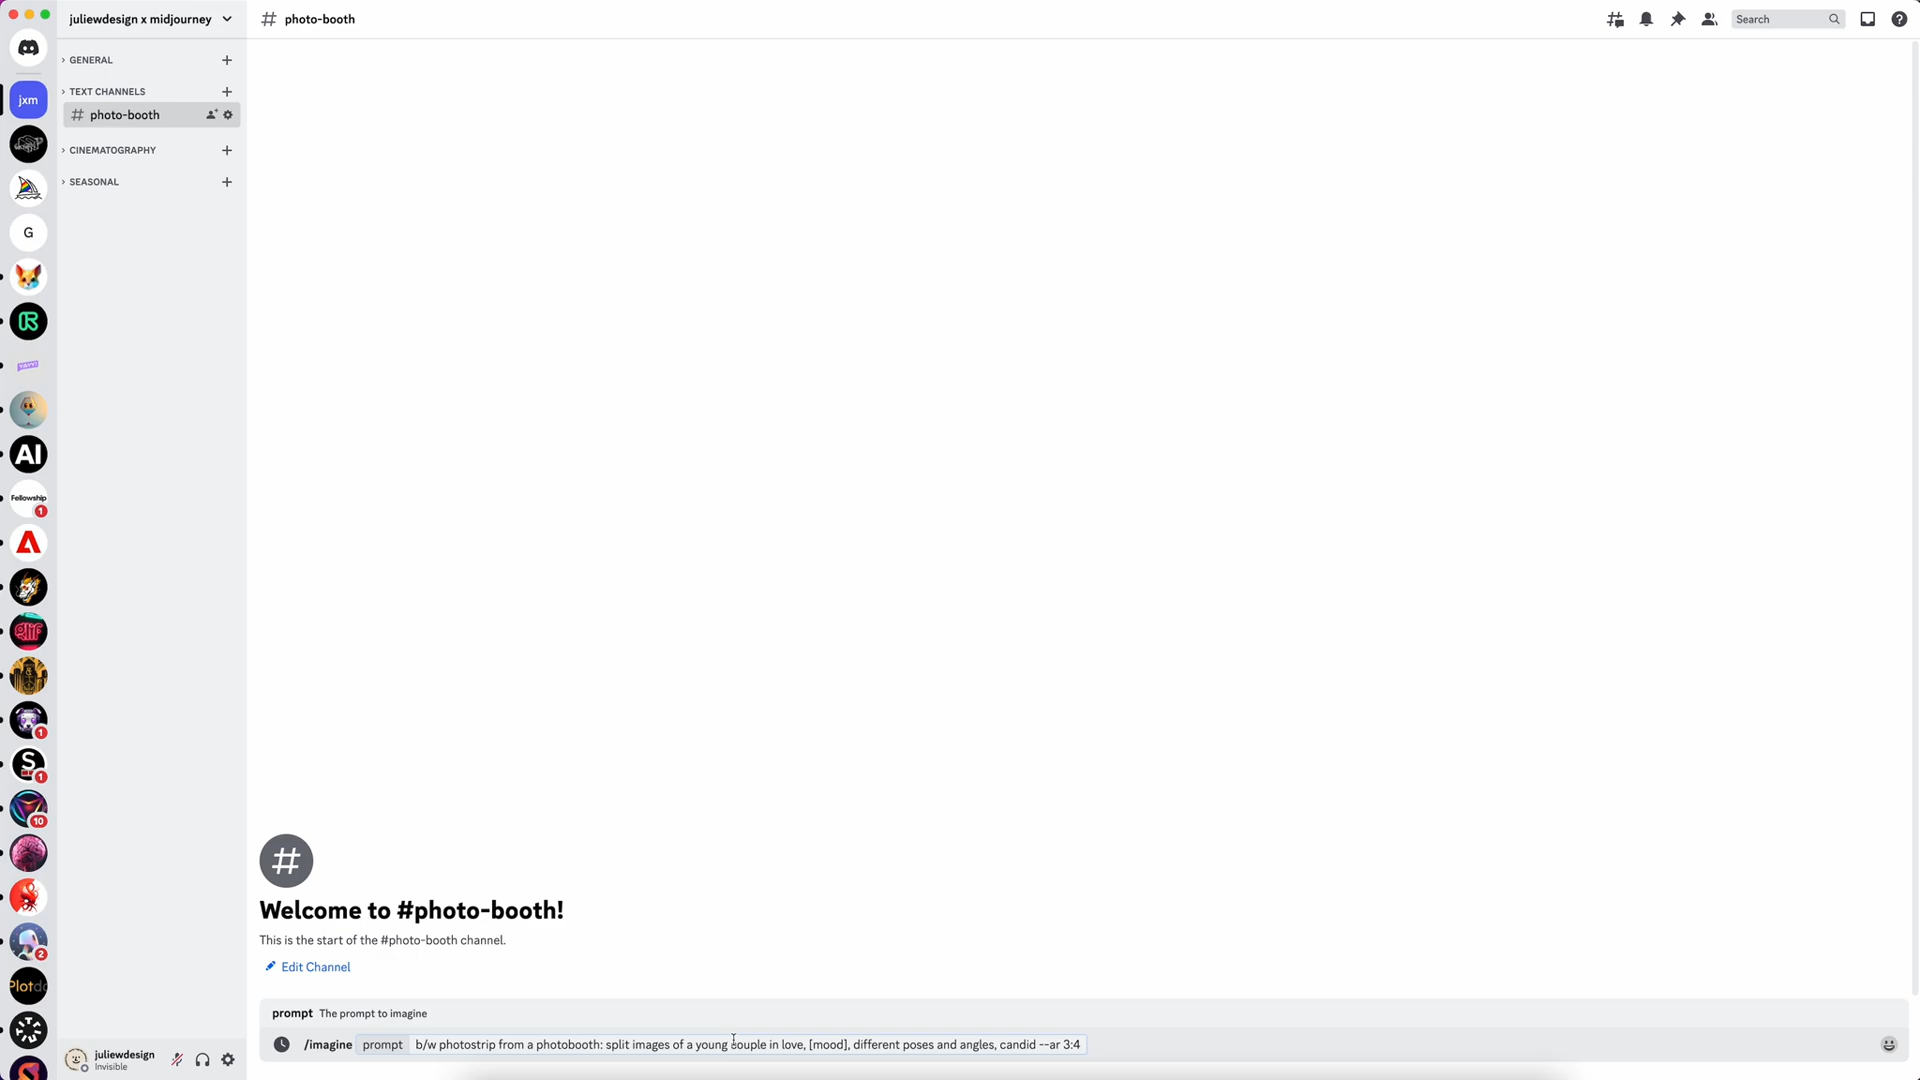 juliewdesign x midjourney
photo-booth
Search
GENERAL
TEXT CHANNELS
photo-booth
CINEMATOGRAPHY
SEASONAL
jxm
G
AI
Fellowship
1
glif
1
S
1
10
2
Plotdo
Welcome to #photo-booth!
This is the start of the #photo-booth channel.
Edit Channel
prompt The prompt to imagine
/imagine prompt b/w photostrip from a photobooth: split images of a young couple in love, [mood], different poses and angles, candid --ar 3:4
juliewdesign
Invisible